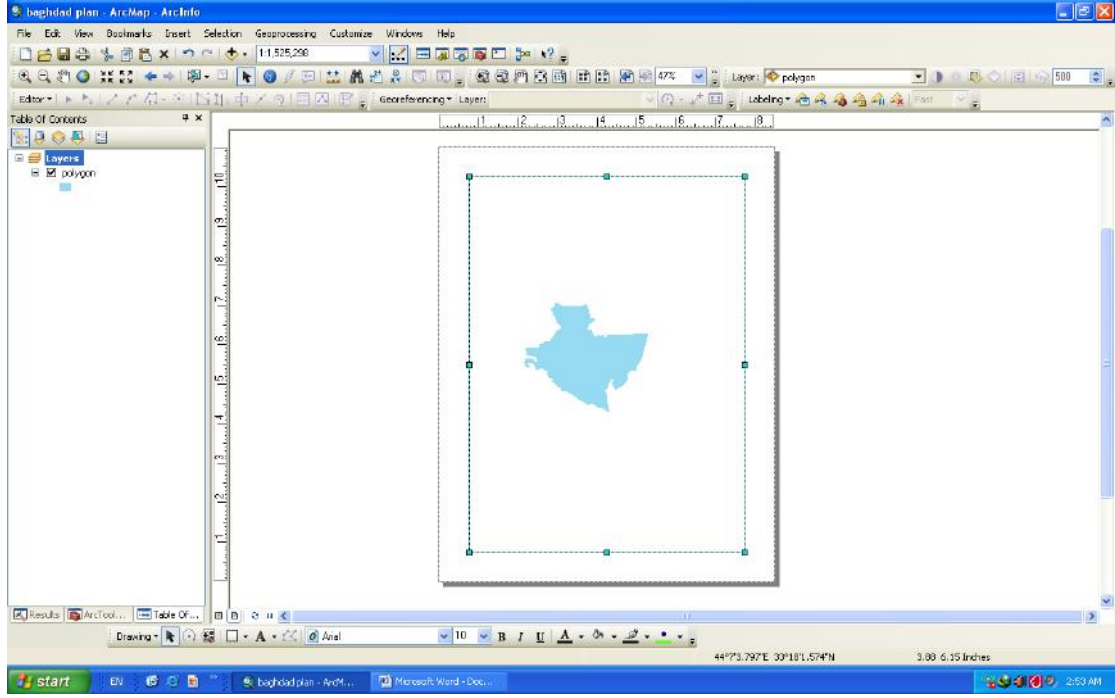 baghdad plan - ArcMap - ArcInfo
File Edit View Bookmarks Insert Selection Geoprocessing Customize Windows Help
1:1,525,298
47% Layer: polygon 500
Editor Georeferencing Layer: Labeling Fast
Table Of Contents
1 2 3 4 5 6 7 8
Layers
polygon
10
9
8
7
6
5
4
3
2
1
Results ArcTool... Table Of...
Drawing A Arial 10 B I U A
44°7'3.797"E 33°18'1.574"N 3.88 6.15 Inches
start EN baghdad plan - ArcM... Microsoft Word - Doc... 2:53 AM